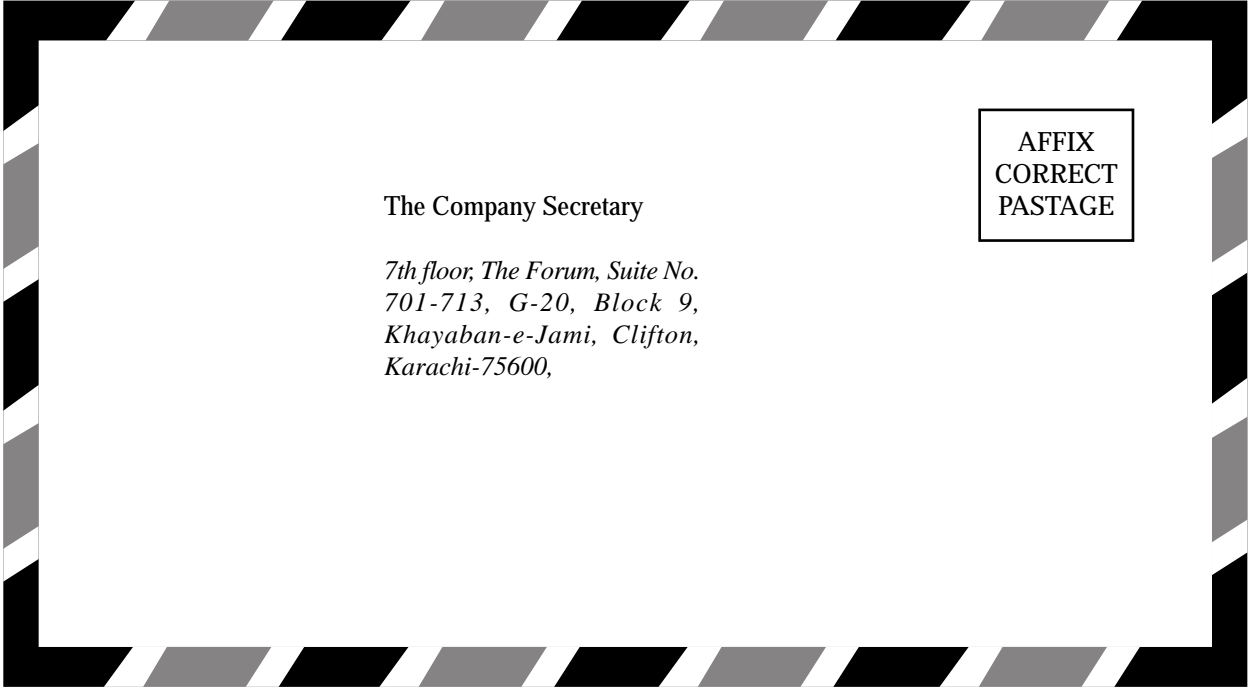 AFFIX
CORRECT
PASTAGE
The Company Secretary
7th floor, The Forum, Suite No.
701-713, G-20, Block 9,
Khayaban-e-Jami, Clifton,
Karachi-75600,